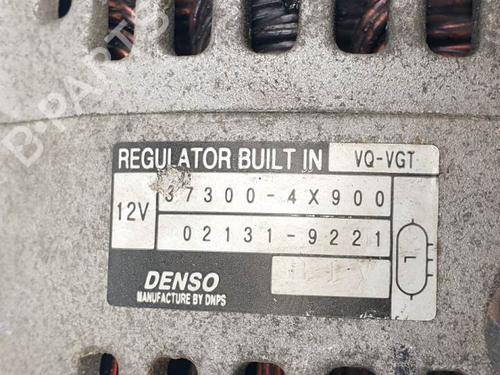 B-PARTS
REGULATOR BUILT IN VQ-VGT
12V 37300-4X900
02131-9221
L
DENSO
MANUFACTURE BY DNPS